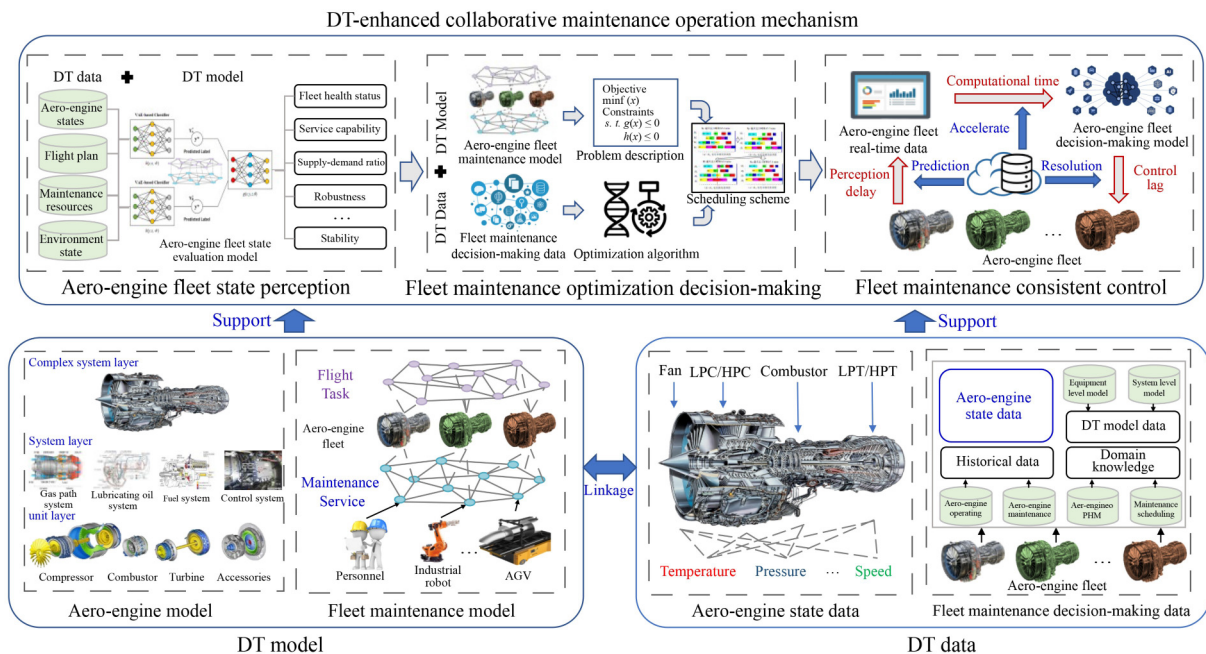 DT-enhanced collaborative maintenance operation mechanism
DT data
DT model
Aero-engine
states
Flight plan
Maintenance
resources
Environment
state
Predicted Label
Predicted Label
Aero-engine fleet state
evaluation model
Fleet health status
Service capability
Supply-demand ratio
Robustness
...
Stability
Aero-engine fleet state perception
DT Data + DT Model
Aero-engine fleet
maintenance model
Fleet maintenance
decision-making data
Objective
minf (x)
Constraints
s. t. g(x) ≤ 0
h(x) ≤ 0
Problem description
Optimization algorithm
Scheduling scheme
Fleet maintenance optimization decision-making
Computational time
Accelerate
Aero-engine fleet
real-time data
Aero-engine fleet
decision-making model
Perception
delay
Prediction
Resolution
Control
lag
...
Aero-engine fleet
Fleet maintenance consistent control
Support
Support
Complex system layer
System layer
Gas path
system
Lubricating oil
system
Fuel system
Control system
unit layer
Compressor
Combustor
Turbine
Accessories
Aero-engine model
Flight
Task
Aero-engine
fleet
Maintenance
Service
Personnel
Industrial
robot
...
AGV
Fleet maintenance model
DT model
Linkage
Fan
LPC/HPC
Combustor
LPT/HPT
Temperature
Pressure
...
Speed
Aero-engine state data
Aero-engine
state data
Equipment
level model
System level
model
DT model data
Historical data
Domain
knowledge
Aero-engine
operating
Aero-engine
maintenance
Aer-engineo
PHM
Maintenance
scheduling
...
Aero-engine fleet
Fleet maintenance decision-making data
DT data